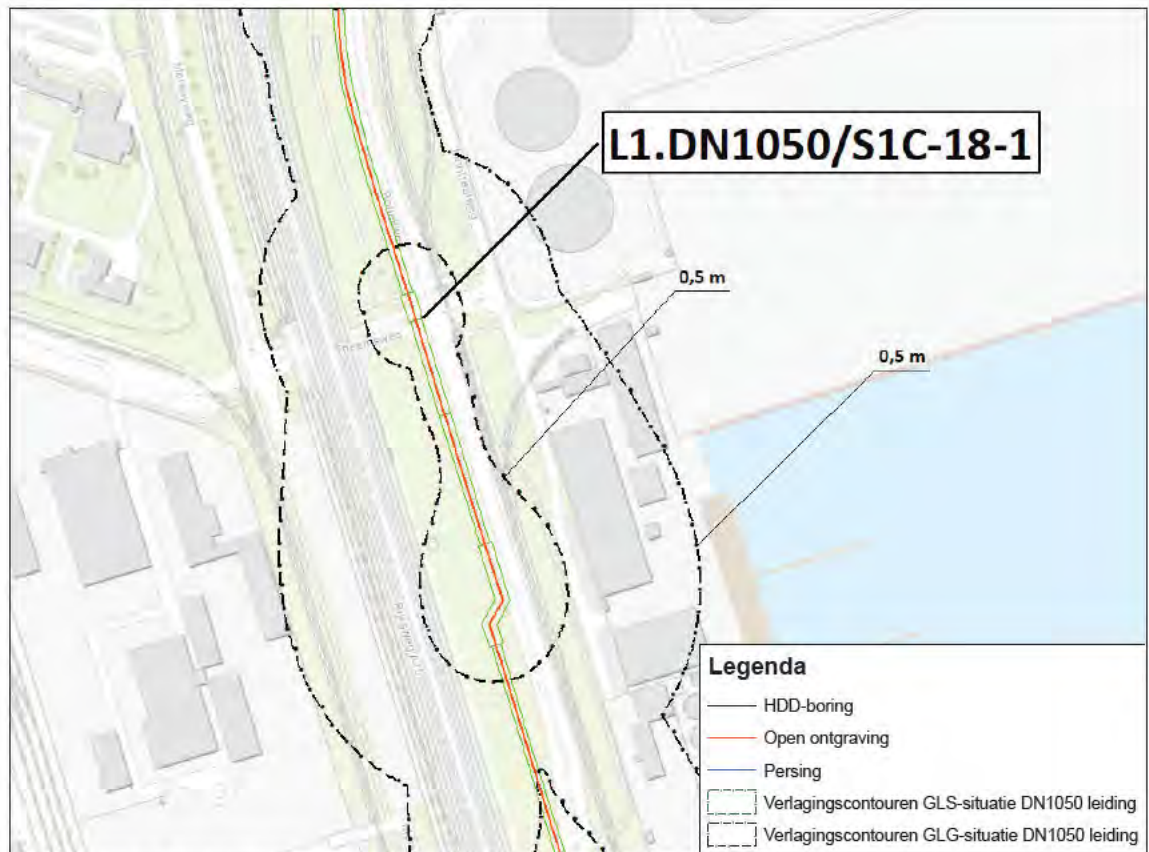 L1.DN1050/S1C-18-1
0,5 m
0,5 m
Legenda
HDD-boring
Open ontgraving
Persing
Verlagingscontouren GLS-situatie DN1050 leiding
Verlagingscontouren GLG-situatie DN1050 leiding